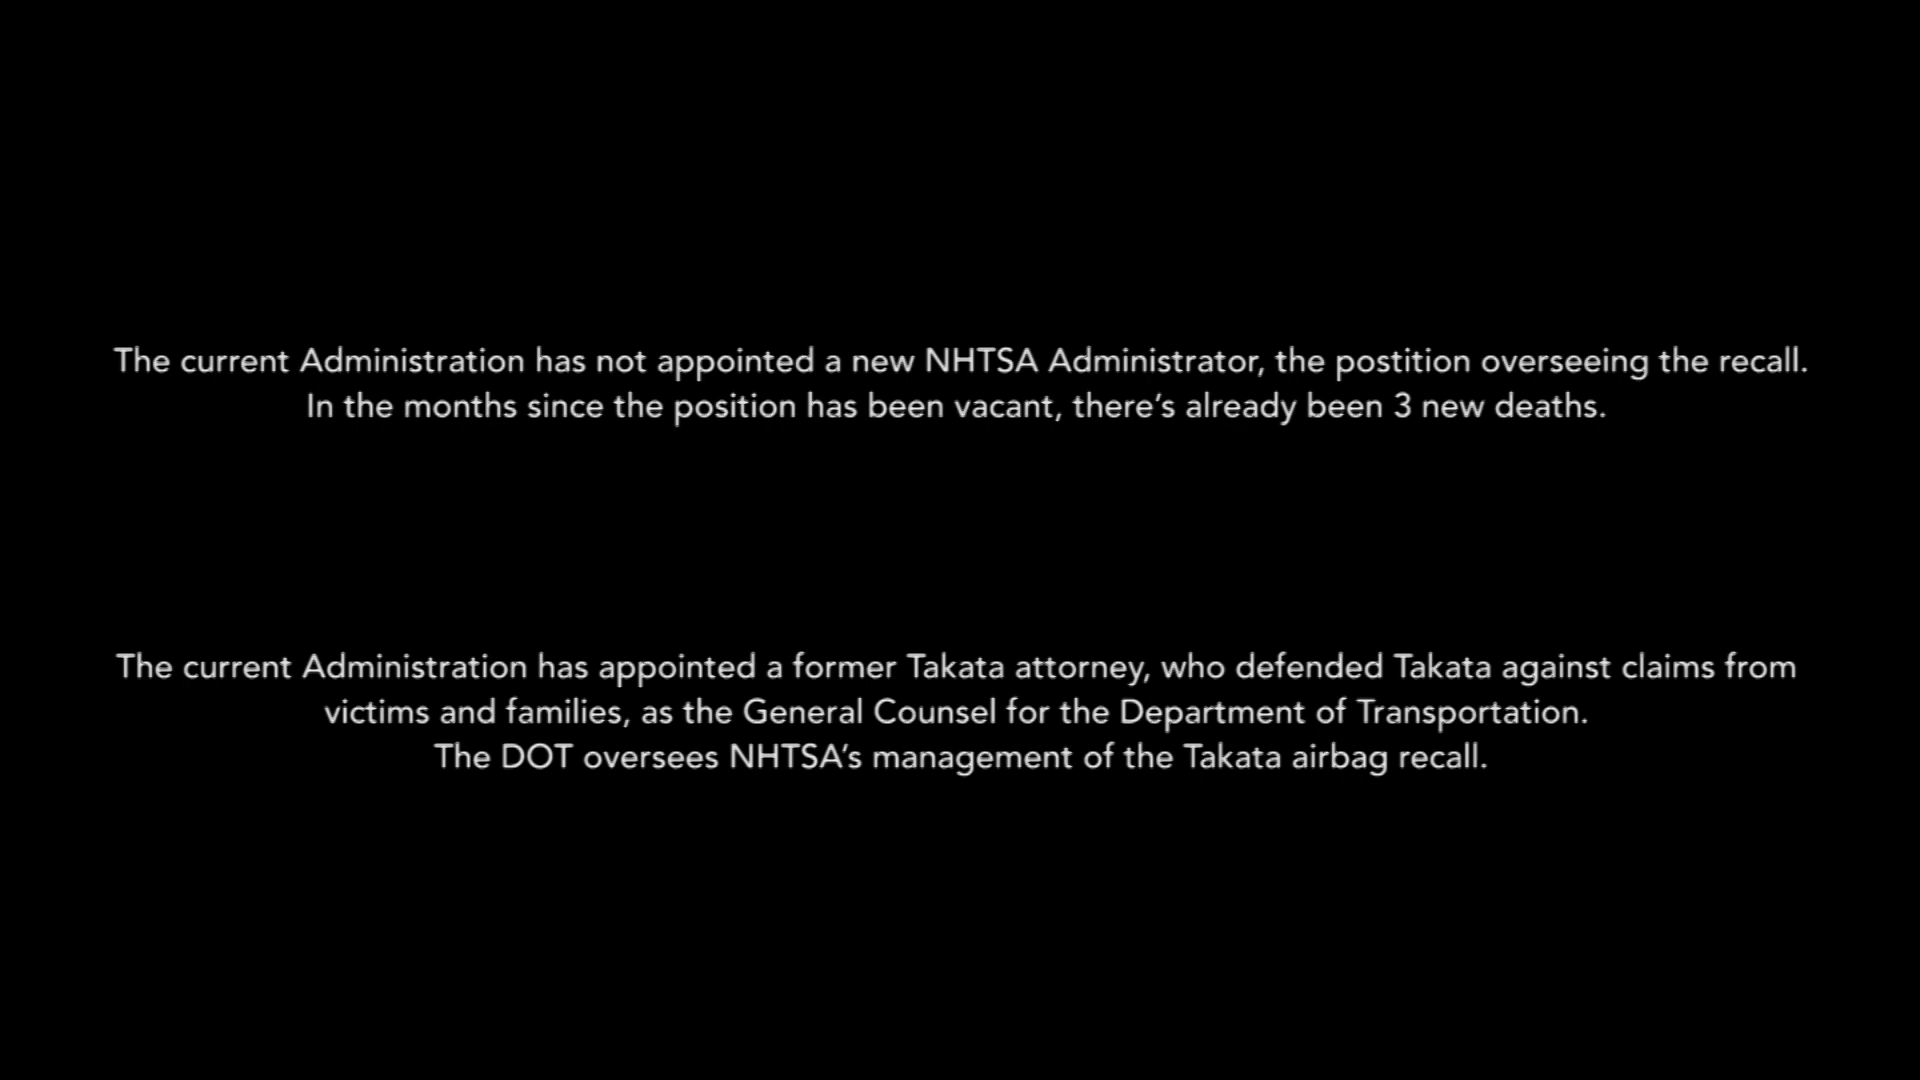 The current Administration has not appointed a new NHTSA Administrator, the postition overseeing the recall.
In the months since the position has been vacant, there's already been 3 new deaths.
The current Administration has appointed a former Takata attorney, who defended Takata against claims from
victims and families, as the General Counsel for the Department of Transportation.
The DOT oversees NHTSA's management of the Takata airbag recall.